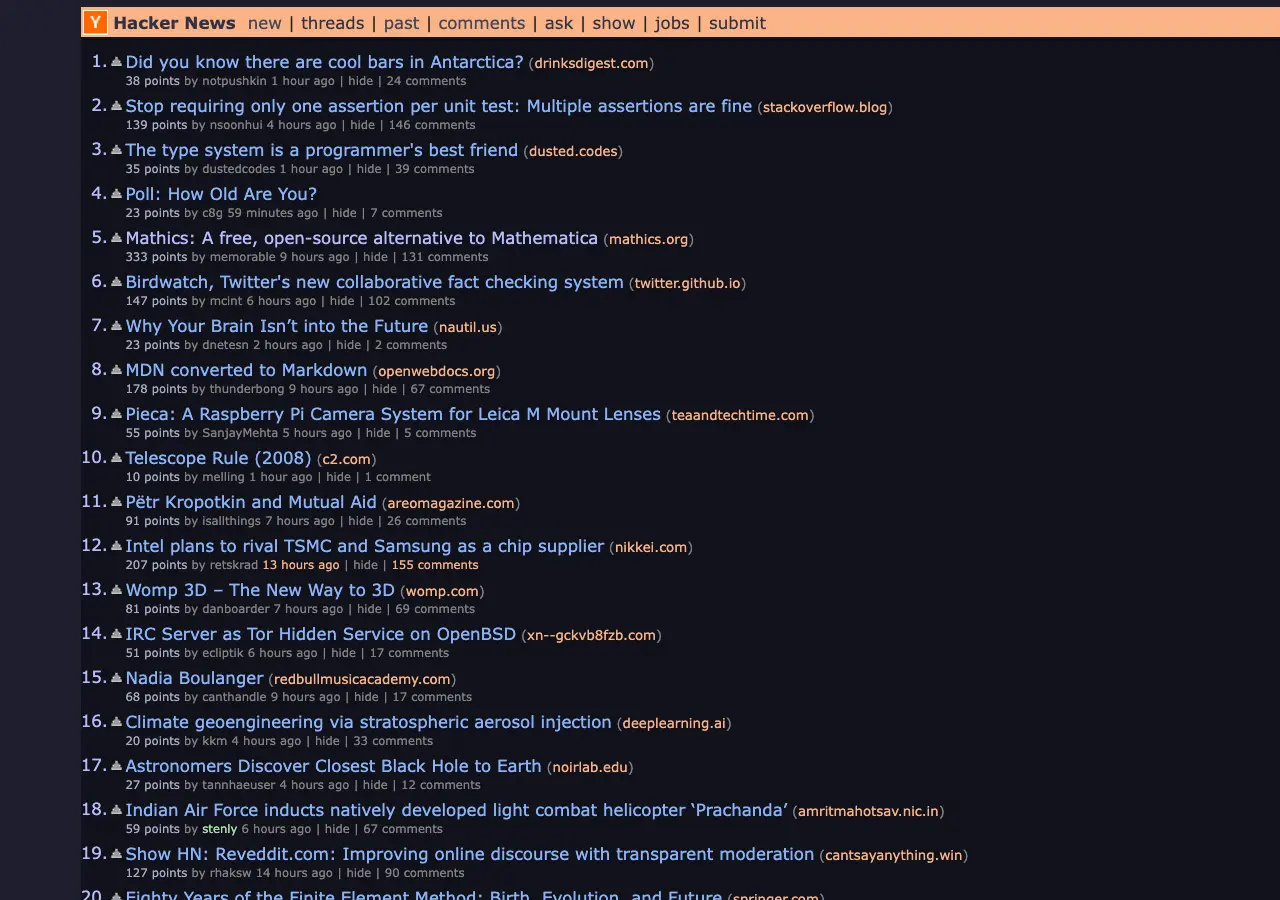 Y Hacker News new | threads | past | comments | ask | show | jobs | submit
1. Did you know there are cool bars in Antarctica? (drinksdigest.com)
38 points by notpushkin 1 hour ago | hide | 24 comments
2. Stop requiring only one assertion per unit test: Multiple assertions are fine (stackoverflow.blog)
139 points by nsoonhui 4 hours ago | hide | 146 comments
3. The type system is a programmer's best friend (dusted.codes)
35 points by dustedcodes 1 hour ago | hide | 39 comments
4. Poll: How Old Are You?
23 points by c8g 59 minutes ago | hide | 7 comments
5. Mathics: A free, open-source alternative to Mathematica (mathics.org)
333 points by memorable 9 hours ago | hide | 131 comments
6. Birdwatch, Twitter's new collaborative fact checking system (twitter.github.io)
147 points by mcint 6 hours ago | hide | 102 comments
7. Why Your Brain Isn’t into the Future (nautil.us)
23 points by dnetesn 2 hours ago | hide | 2 comments
8. MDN converted to Markdown (openwebdocs.org)
178 points by thunderbong 9 hours ago | hide | 67 comments
9. Pieca: A Raspberry Pi Camera System for Leica M Mount Lenses (teaandtechtime.com)
55 points by SanjayMehta 5 hours ago | hide | 5 comments
10. Telescope Rule (2008) (c2.com)
10 points by melling 1 hour ago | hide | 1 comment
11. Pëtr Kropotkin and Mutual Aid (areomagazine.com)
91 points by isallthings 7 hours ago | hide | 26 comments
12. Intel plans to rival TSMC and Samsung as a chip supplier (nikkei.com)
207 points by retskrad 13 hours ago | hide | 155 comments
13. Womp 3D – The New Way to 3D (womp.com)
81 points by danboarder 7 hours ago | hide | 69 comments
14. IRC Server as Tor Hidden Service on OpenBSD (xn--gckvb8fzb.com)
51 points by ecliptik 6 hours ago | hide | 17 comments
15. Nadia Boulanger (redbullmusicacademy.com)
68 points by canthandle 9 hours ago | hide | 17 comments
16. Climate geoengineering via stratospheric aerosol injection (deeplearning.ai)
20 points by kkm 4 hours ago | hide | 33 comments
17. Astronomers Discover Closest Black Hole to Earth (noirlab.edu)
27 points by tannhaeuser 4 hours ago | hide | 12 comments
18. Indian Air Force inducts natively developed light combat helicopter ‘Prachanda’ (amritmahotsav.nic.in)
59 points by stenly 6 hours ago | hide | 67 comments
19. Show HN: Reveddit.com: Improving online discourse with transparent moderation (cantsayanything.win)
127 points by rhaksw 14 hours ago | hide | 90 comments
20. Eighty Years of the Finite Element Method: Birth, Evolution, and Future (springer.com)